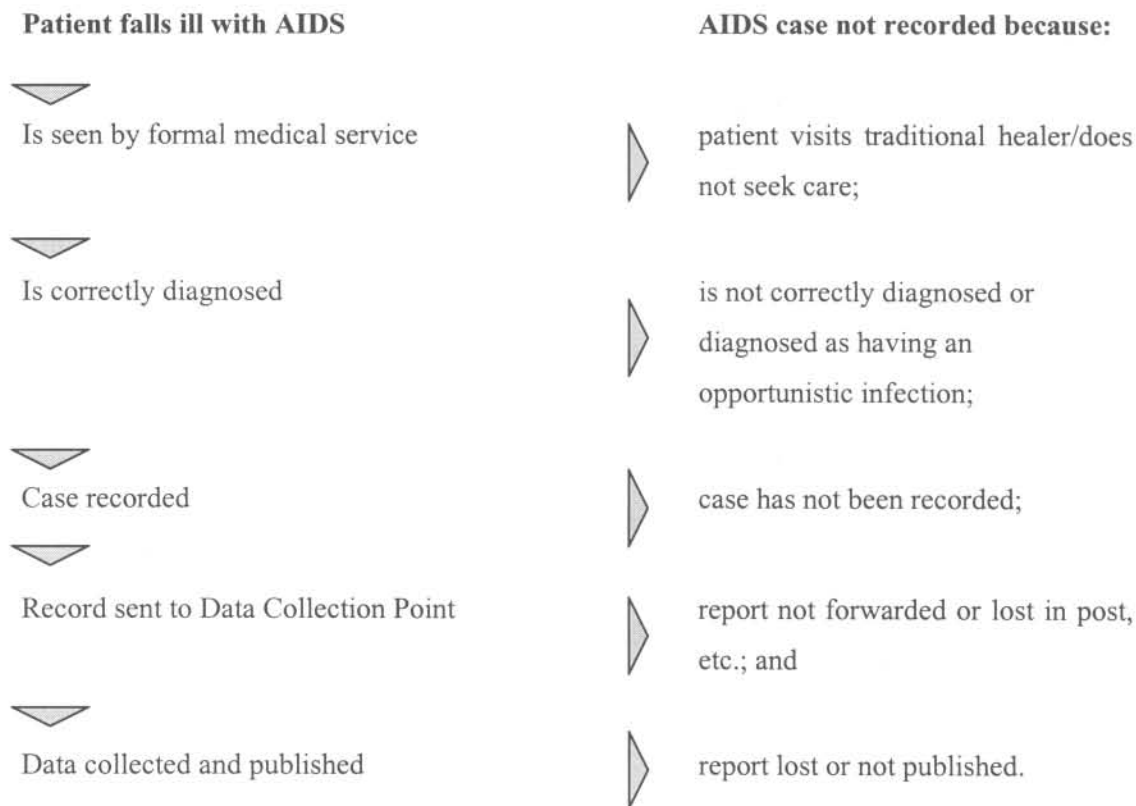 Patient falls ill with AIDS
AIDS case not recorded because:
Is seen by formal medical service
patient visits traditional healer/does
not seek care;
Is correctly diagnosed
is not correctly diagnosed or
diagnosed as having an
opportunistic infection;
Case recorded
case has not been recorded;
Record sent to Data Collection Point
report not forwarded or lost in post,
etc.; and
Data collected and published
report lost or not published.